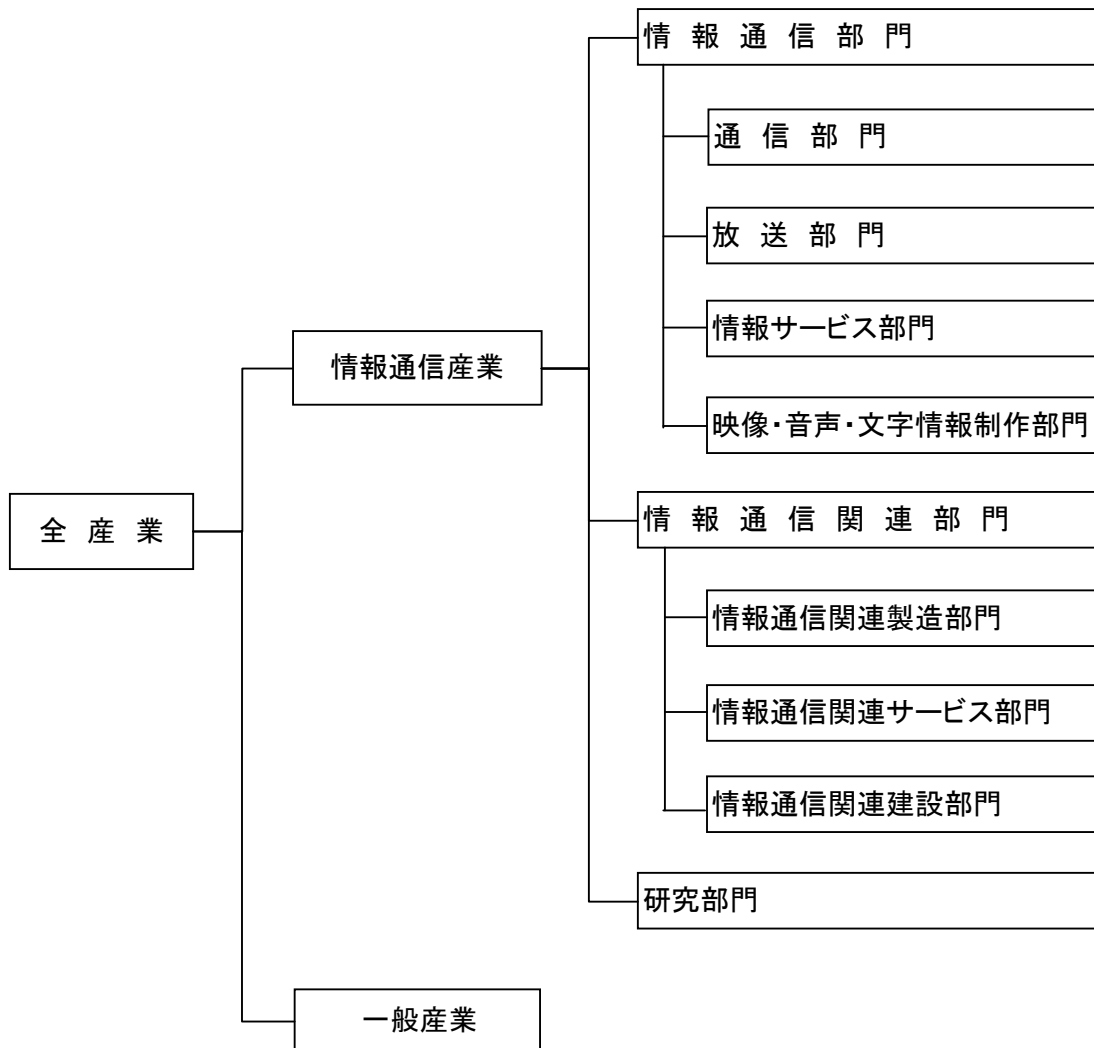 情報通信部門
通信部門
放送部門
情報サービス部門
情報通信産業
映像・音声・文字情報制作部門
全産業
情報通信関連部門
情報通信関連製造部門
情報通信関連サービス部門
情報通信関連建設部門
研究部門
一般産業